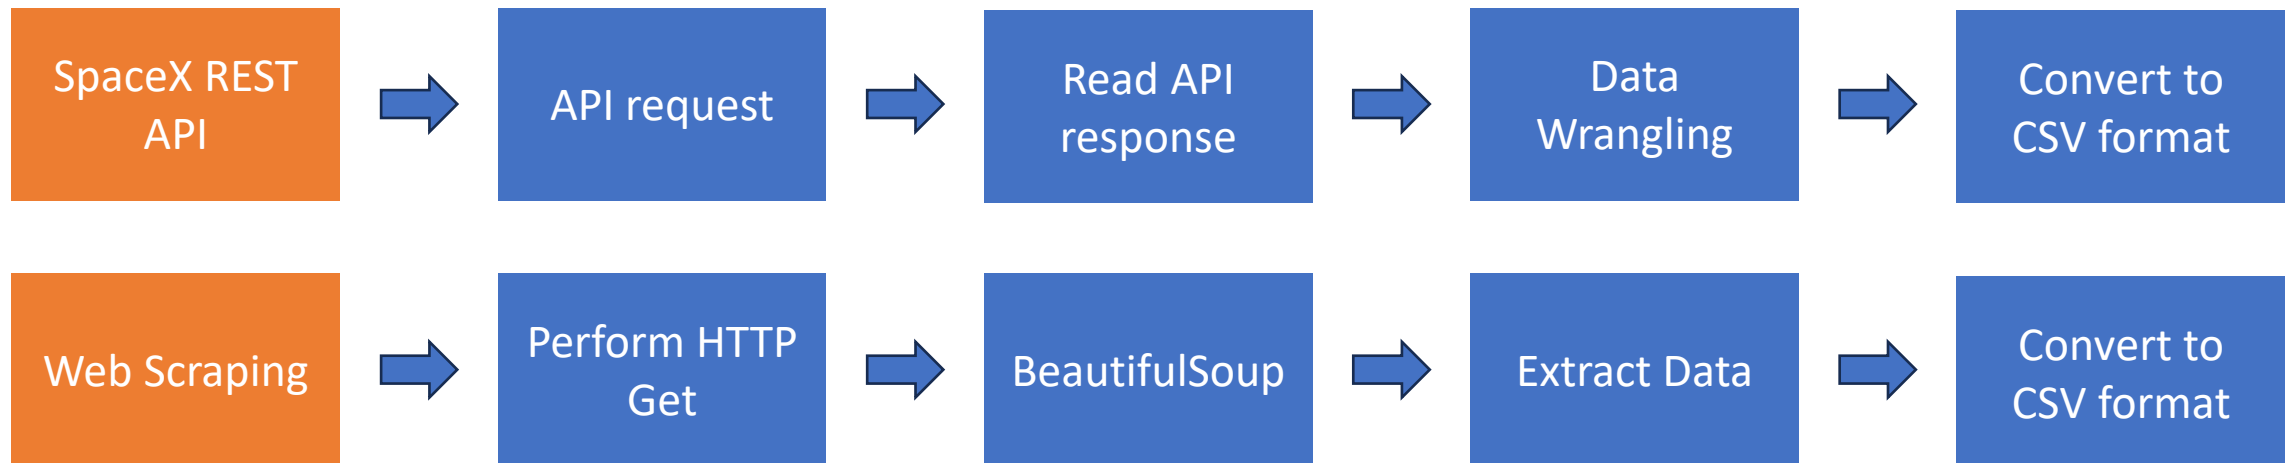 SpaceX REST
API
API request
Read API
response
Data
Wrangling
Convert to
CSV format
Web Scraping
Perform HTTP
Get
BeautifulSoup
Extract Data
Convert to
CSV format